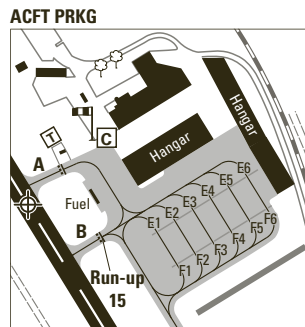 ACFT PRKG
Hangar
T
C
A
Hangar
Fuel
B
E1
E2
E3
E4
E5
E6
F1
F2
F3
F4
F5
F6
Run-up
15